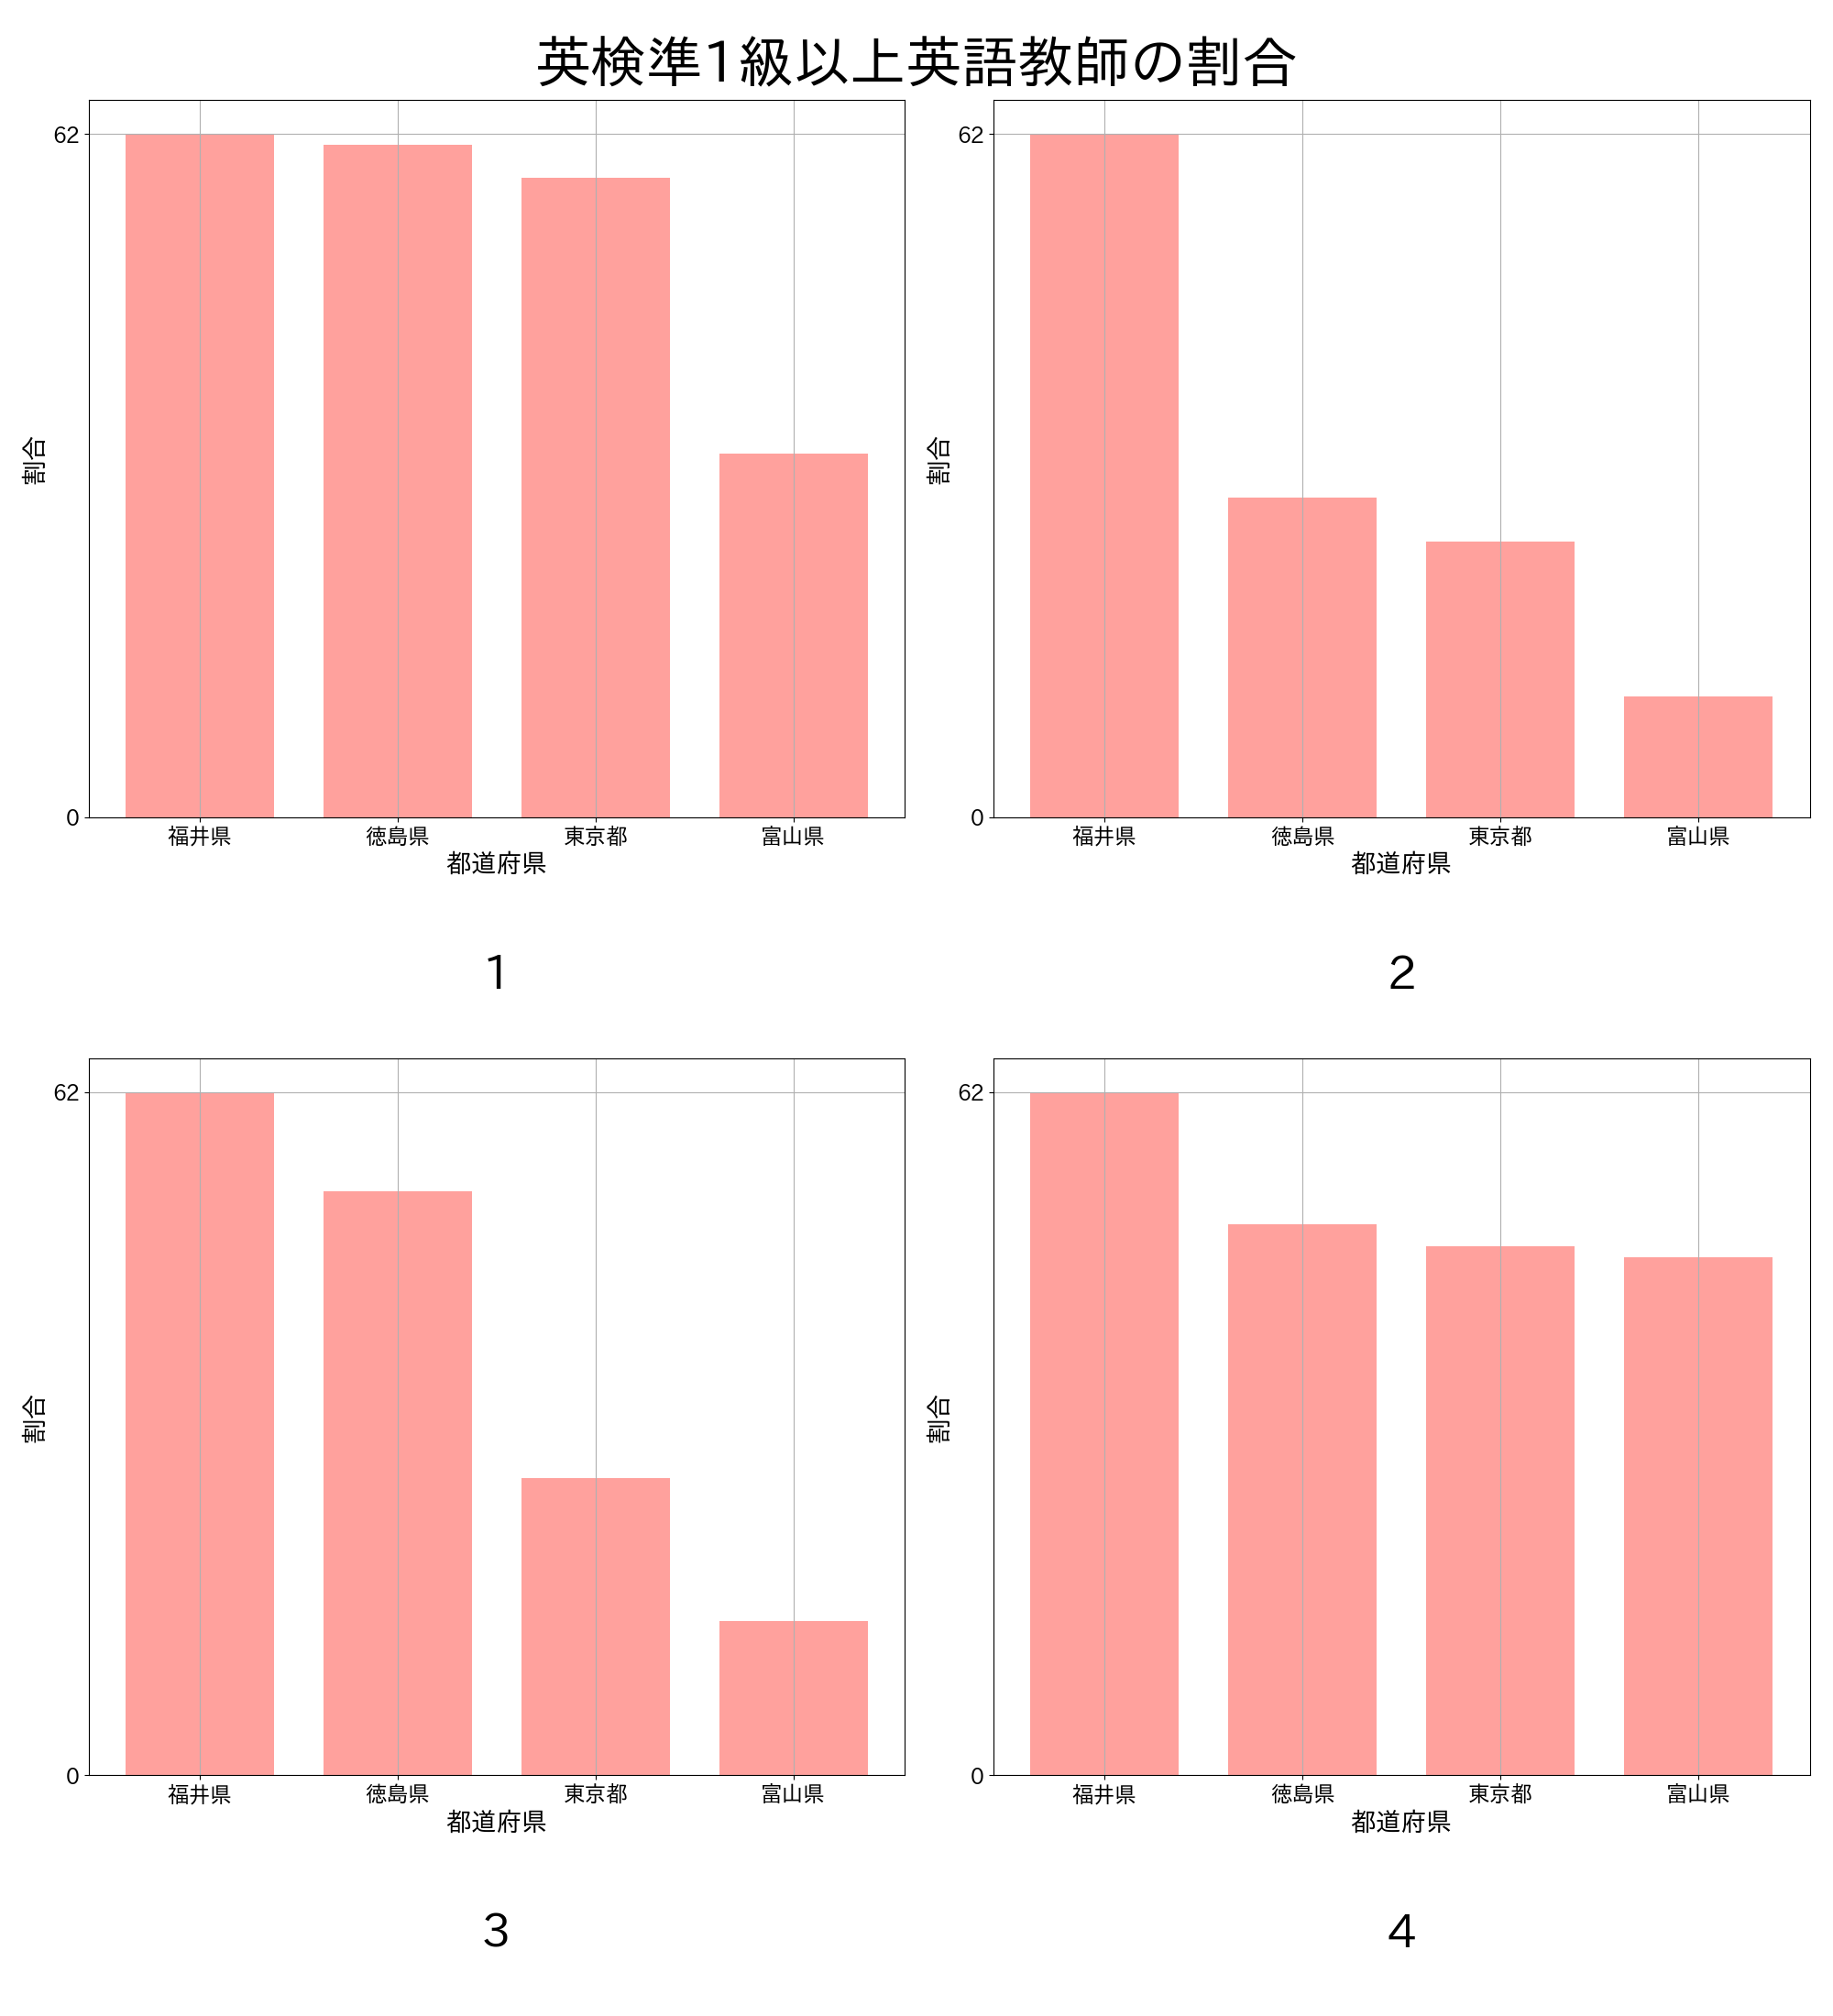 英検準1級以上英語教師の割合
62
0
割合
福井県 徳島県 東京都 富山県
都道府県
1
62
0
割合
福井県 徳島県 東京都 富山県
都道府県
2
62
0
割合
福井県 徳島県 東京都 富山県
都道府県
3
62
0
割合
福井県 徳島県 東京都 富山県
都道府県
4